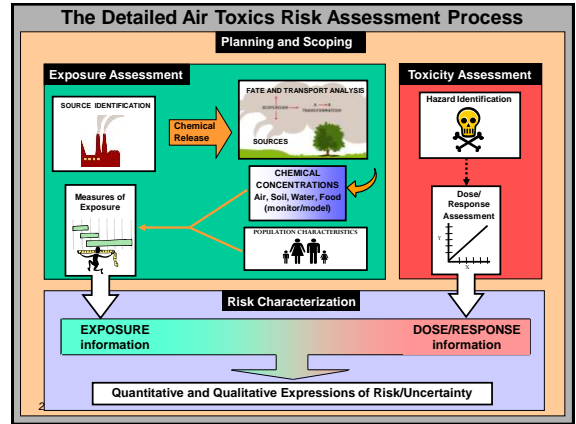 The Detailed Air Toxics Risk Assessment Process
Planning and Scoping
Exposure Assessment
SOURCE IDENTIFICATION
Chemical
Release
FATE AND TRANSPORT ANALYSIS
DISPERSION
TRANSFORMATION
SOURCES
CHEMICAL
CONCENTRATIONS
Air, Soil, Water, Food
(monitor/model)
POPULATION CHARACTERISTICS
Measures of
Exposure
Toxicity Assessment
Hazard Identification
Dose/
Response
Assessment
Y
X
Risk Characterization
EXPOSURE
information
DOSE/RESPONSE
information
Quantitative and Qualitative Expressions of Risk/Uncertainty
2